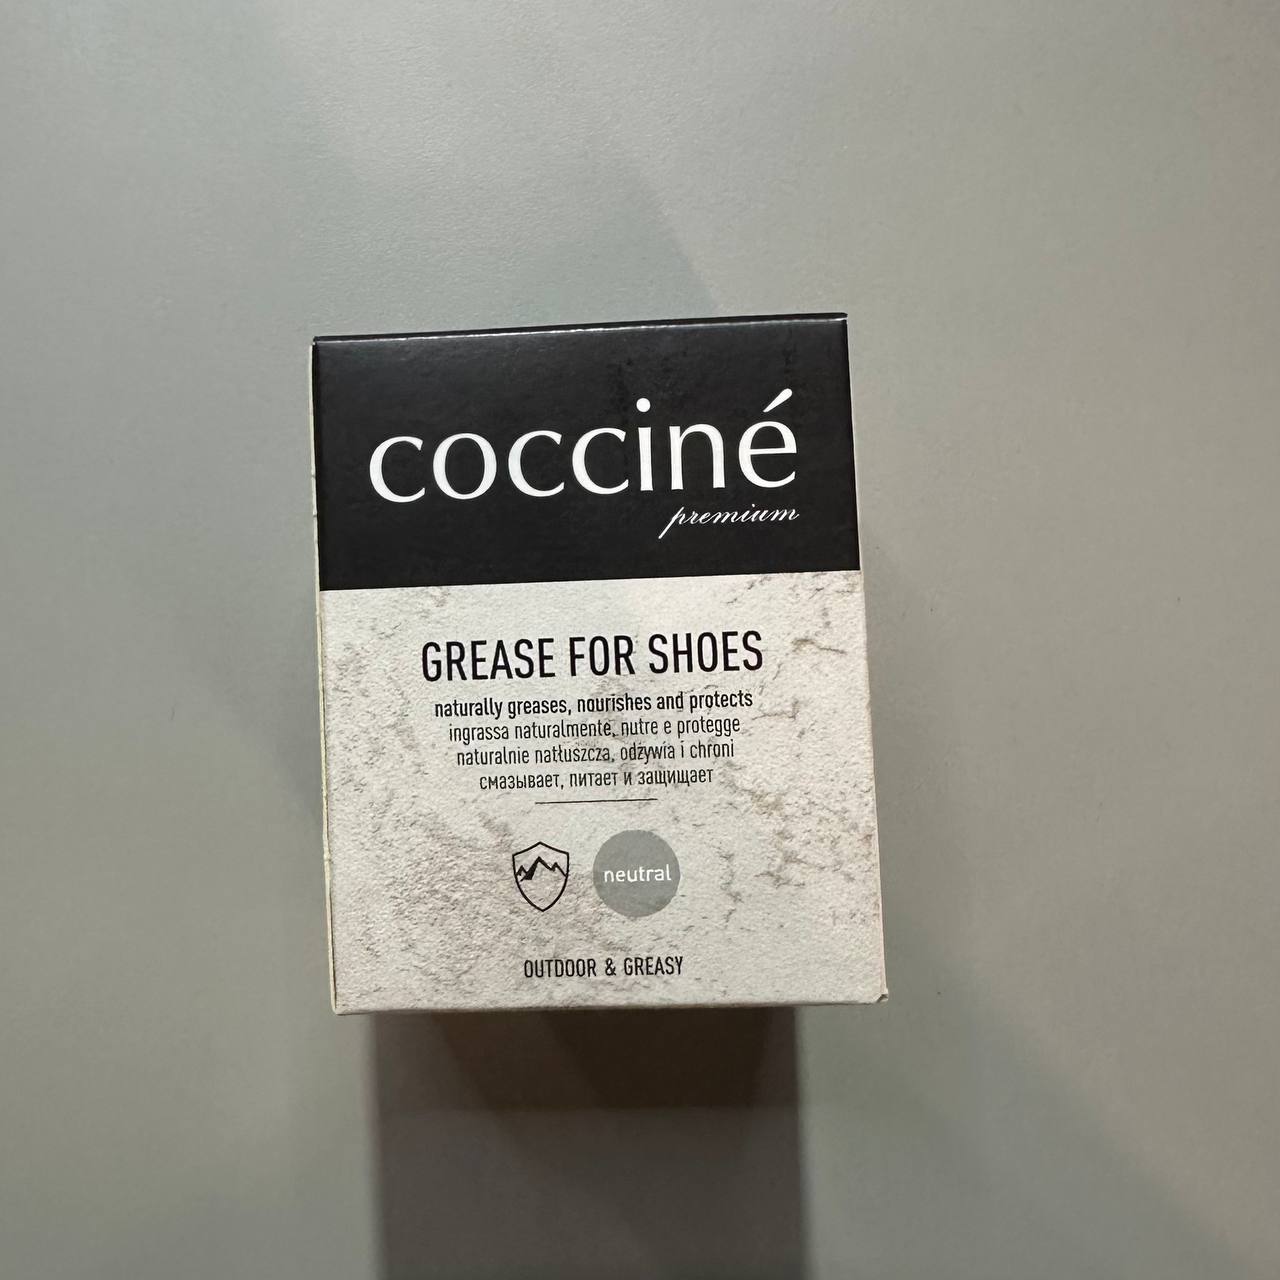 cocciné
premium
GREASE FOR SHOES
naturally greases, nourishes and protects
ingrassa naturalmente, nutre e protegge
naturalnie natłuszcza, odżywia i chroni
смазывает, питает и защищает
neutral
OUTDOOR & GREASY